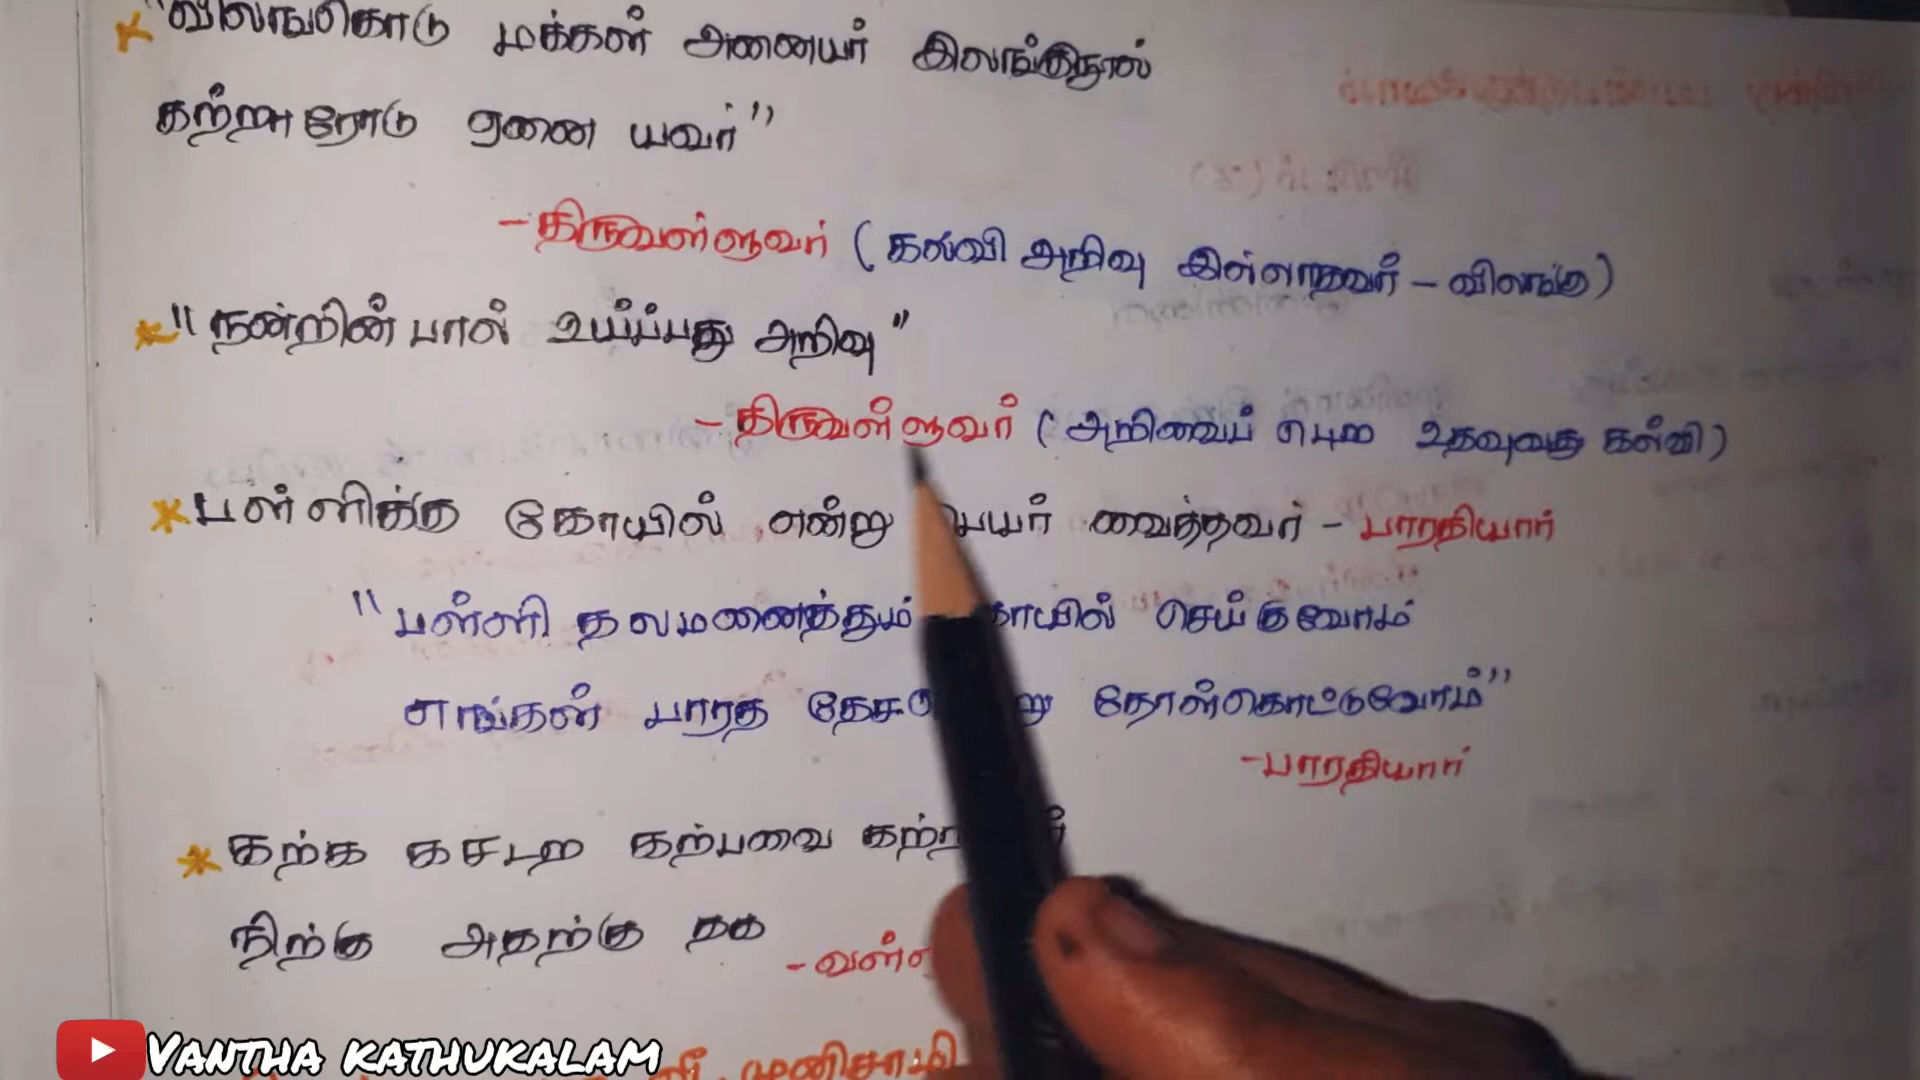 "விலங்கொடு மக்கள் அனையர் இலங்குநூல்
கற்றாரோடு ஏனை யவர்"
- திருவள்ளுவர் (கல்வி அறிவு இல்லாதவர் - விலங்கு)
"நன்றின்பால் உய்ப்பது அறிவு"
- திருவள்ளுவர் (அறிவைப் பெற உதவுவது கல்வி)
பள்ளிக்கு கோயில் என்று பெயர் வைத்தவர் - பாரதியார்
"பள்ளி தலமனைத்தும் கோயில் செய்குவோம்
எங்கள் பாரத தோள்கொட்டுவோம்"
- பாரதியார்
கற்க கசடற கற்பவை
நிற்க அதற்கு தக
முனிசாமி
VANTHA KATHUKALAM